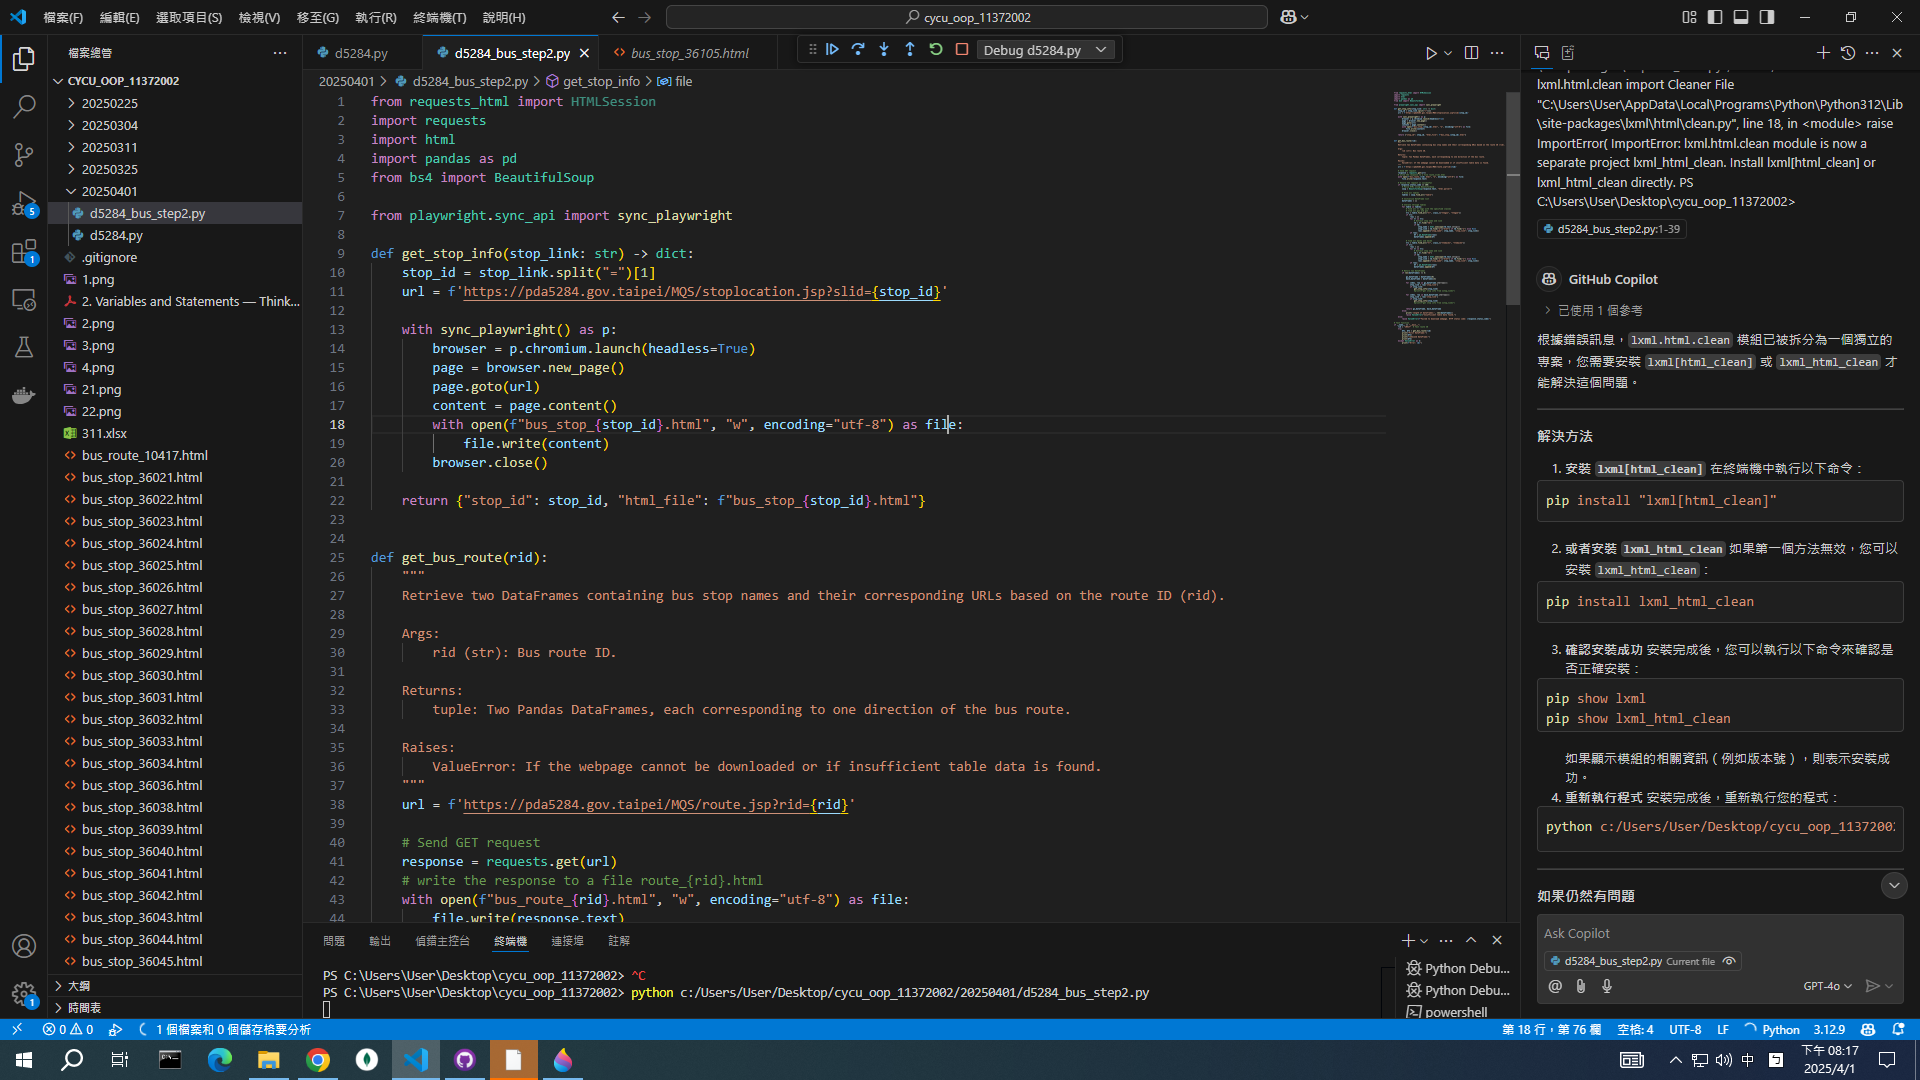 檔案(F) 編輯(E) 選取項目(S) 檢視(V) 移至(G) 執行(R) 終端機(T) 說明(H)
cycu_oop_11372002
檔案總管
CYCU_OOP_11372002
20250225
20250304
20250311
20250325
20250401
d5284_bus_step2.py
d5284.py
.gitignore
1.png
2. Variables and Statements — Think...
2.png
3.png
4.png
21.png
22.png
311.xlsx
bus_route_10417.html
bus_stop_36021.html
bus_stop_36022.html
bus_stop_36023.html
bus_stop_36024.html
bus_stop_36025.html
bus_stop_36026.html
bus_stop_36027.html
bus_stop_36028.html
bus_stop_36029.html
bus_stop_36030.html
bus_stop_36031.html
bus_stop_36032.html
bus_stop_36033.html
bus_stop_36034.html
bus_stop_36036.html
bus_stop_36038.html
bus_stop_36039.html
bus_stop_36040.html
bus_stop_36041.html
bus_stop_36042.html
bus_stop_36043.html
bus_stop_36044.html
bus_stop_36045.html
大綱
時間表
5
1
1
d5284.py d5284_bus_step2.py bus_stop_36105.html Debug d5284.py
20250401 > d5284_bus_step2.py > get_stop_info > file
1 from requests_html import HTMLSession
2 import requests
3 import html
4 import pandas as pd
5 from bs4 import BeautifulSoup
6
7 from playwright.sync_api import sync_playwright
8
9 def get_stop_info(stop_link: str) -> dict:
10 stop_id = stop_link.split("=")[1]
11 url = f'https://pda5284.gov.taipei/MQS/stoplocation.jsp?slid={stop_id}'
12
13 with sync_playwright() as p:
14 browser = p.chromium.launch(headless=True)
15 page = browser.new_page()
16 page.goto(url)
17 content = page.content()
18 with open(f"bus_stop_{stop_id}.html", "w", encoding="utf-8") as file:
19 file.write(content)
20 browser.close()
21
22 return {"stop_id": stop_id, "html_file": f"bus_stop_{stop_id}.html"}
23
24
25 def get_bus_route(rid):
26 """
27 Retrieve two DataFrames containing bus stop names and their corresponding URLs based on the route ID (rid).
28
29 Args:
30 rid (str): Bus route ID.
31
32 Returns:
33 tuple: Two Pandas DataFrames, each corresponding to one direction of the bus route.
34
35 Raises:
36 ValueError: If the webpage cannot be downloaded or if insufficient table data is found.
37 """
38 url = f'https://pda5284.gov.taipei/MQS/route.jsp?rid={rid}'
39
40 # Send GET request
41 response = requests.get(url)
42 # write the response to a file route_{rid}.html
43 with open(f"bus_route_{rid}.html", "w", encoding="utf-8") as file:
44 file.write(response.text)
問題 輸出 偵錯主控台 終端機 連接埠 註解
PS C:\Users\User\Desktop\cycu_oop_11372002> ^C
PS C:\Users\User\Desktop\cycu_oop_11372002> python c:/Users/User/Desktop/cycu_oop_11372002/20250401/d5284_bus_step2.py
Python Debu...
Python Debu...
powershell
lxml.html.clean import Cleaner File
"C:\Users\User\AppData\Local\Programs\Python\Python312\Lib
\site-packages\lxml\html\clean.py", line 18, in <module> raise
ImportError( ImportError: lxml.html.clean module is now a
separate project lxml_html_clean. Install lxml[html_clean] or
lxml_html_clean directly. PS
C:\Users\User\Desktop\cycu_oop_11372002>
d5284_bus_step2.py:1-39
GitHub Copilot
已使用 1 個參考
根據錯誤訊息，lxml.html.clean 模組已被拆分為一個獨立的
專案，您需要安裝 lxml[html_clean] 或 lxml_html_clean 才
能解決這個問題。
解決方法
1. 安裝 lxml[html_clean] 在終端機中執行以下命令：
pip install "lxml[html_clean]"
2. 或者安裝 lxml_html_clean 如果第一個方法無效，您可以
安裝 lxml_html_clean：
pip install lxml_html_clean
3. 確認安裝成功 安裝完成後，您可以執行以下命令來確認是
否正確安裝：
pip show lxml
pip show lxml_html_clean
如果顯示模組的相關資訊（例如版本號），則表示安裝成
功。
4. 重新執行程式 安裝完成後，重新執行您的程式：
python c:/Users/User/Desktop/cycu_oop_1137200
如果仍然有問題
Ask Copilot
d5284_bus_step2.py Current file
GPT-4o
0 0 1 個檔案和 0 個儲存格要分析
第 18 行，第 76 欄 空格: 4 UTF-8 LF Python 3.12.9
中
下午 08:17
2025/4/1